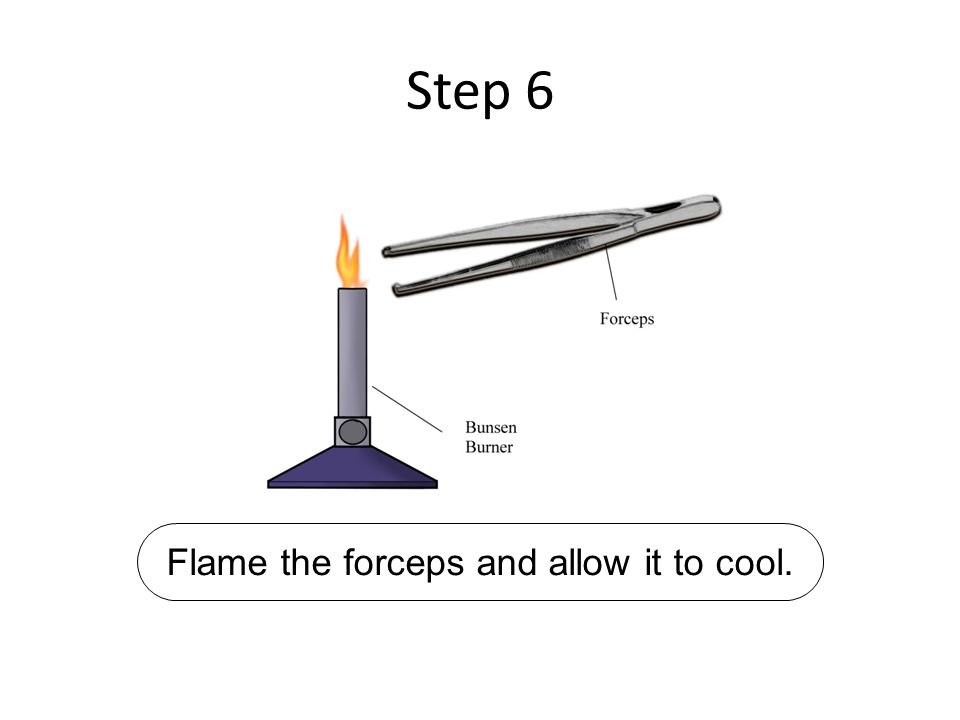 Step 6
Forceps
Bunsen
Burner
Flame the forceps and allow it to cool.